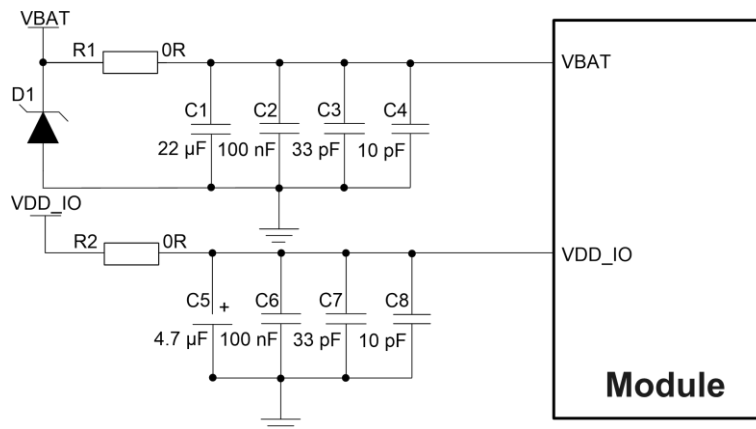 VBAT
R1 0R
VBAT
D1
C1 C2 C3 C4
22 µF 100 nF 33 pF 10 pF
VDD_IO
R2 0R
VDD_IO
C5 + C6 C7 C8
4.7 µF 100 nF 33 pF 10 pF
Module